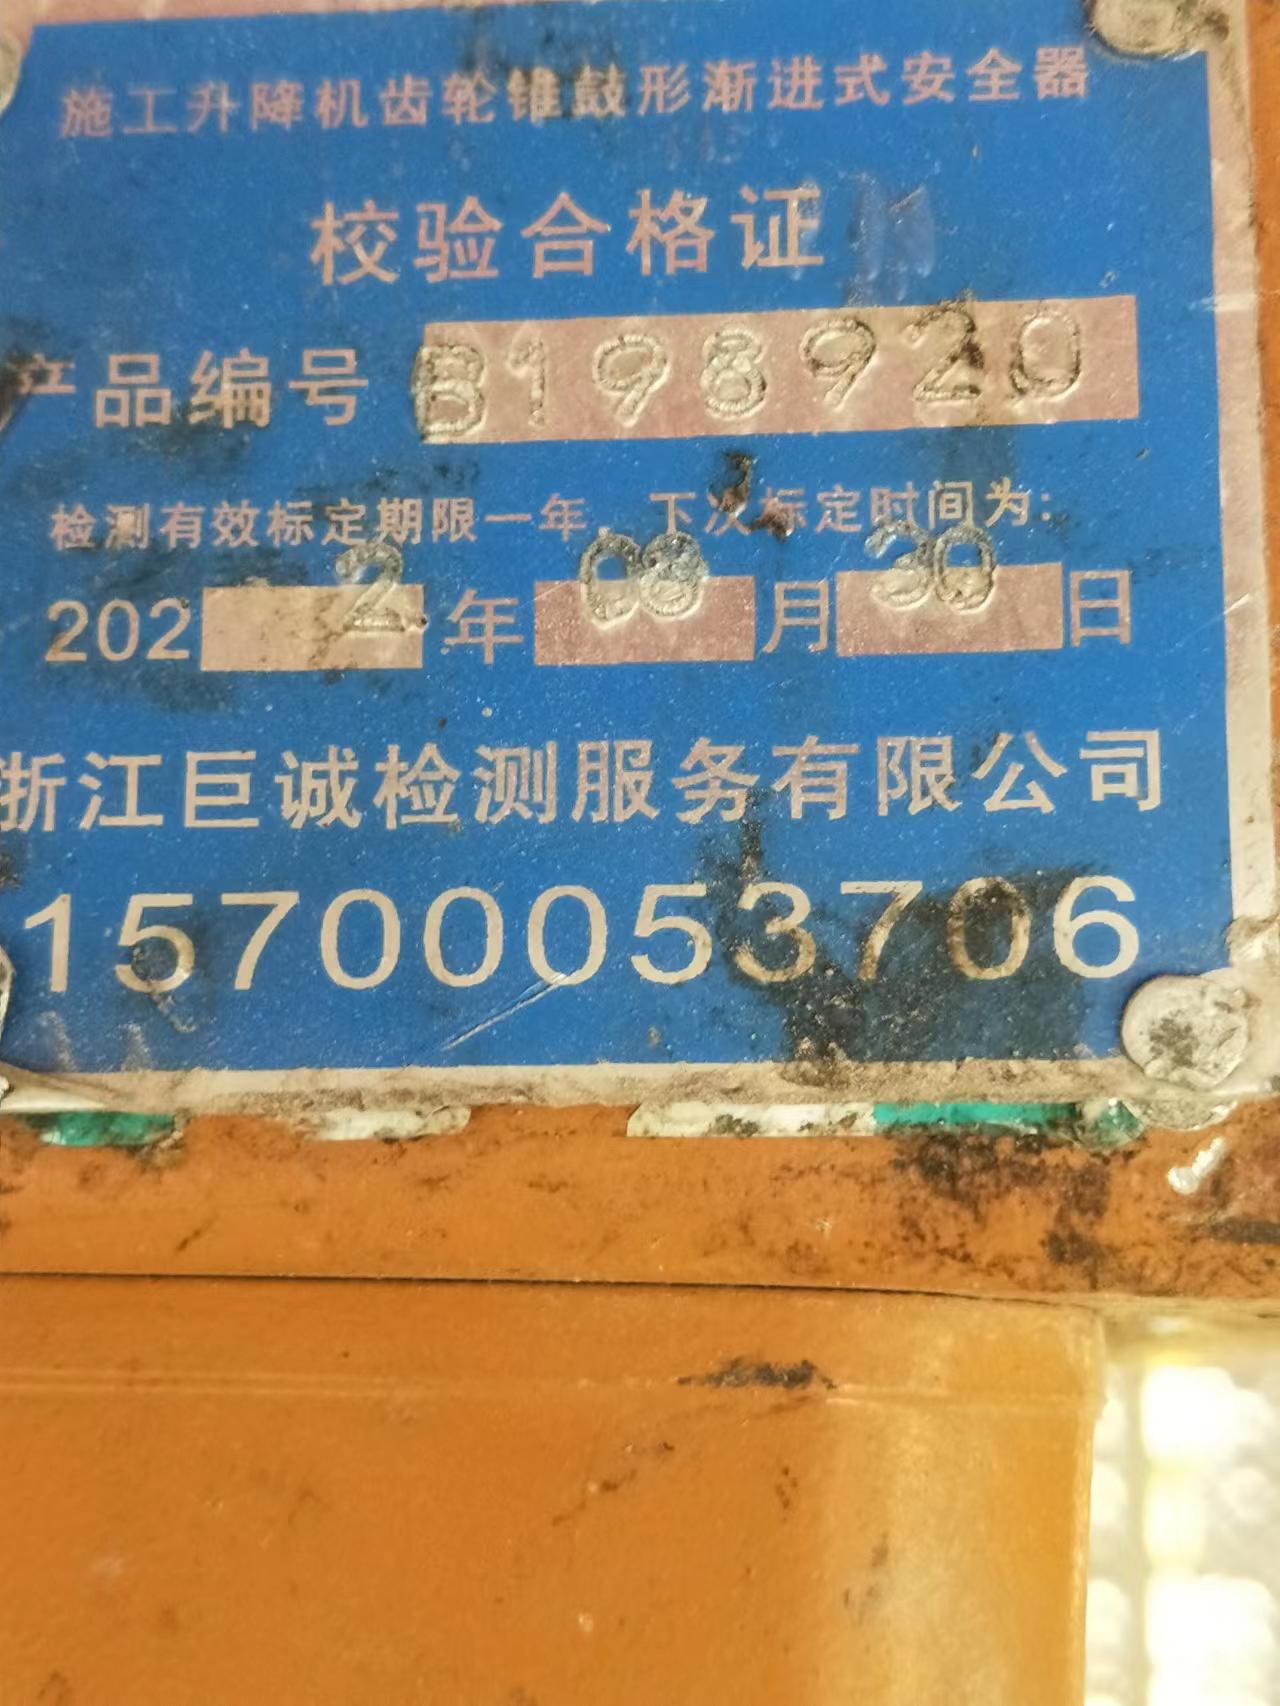 施工升降机齿轮锥鼓形渐进式安全器
校验合格证
产品编号 B198920
检测有效标定期限一年，下次标定时间为：
2022年08月30日
浙江巨诚检测服务有限公司
15700053706